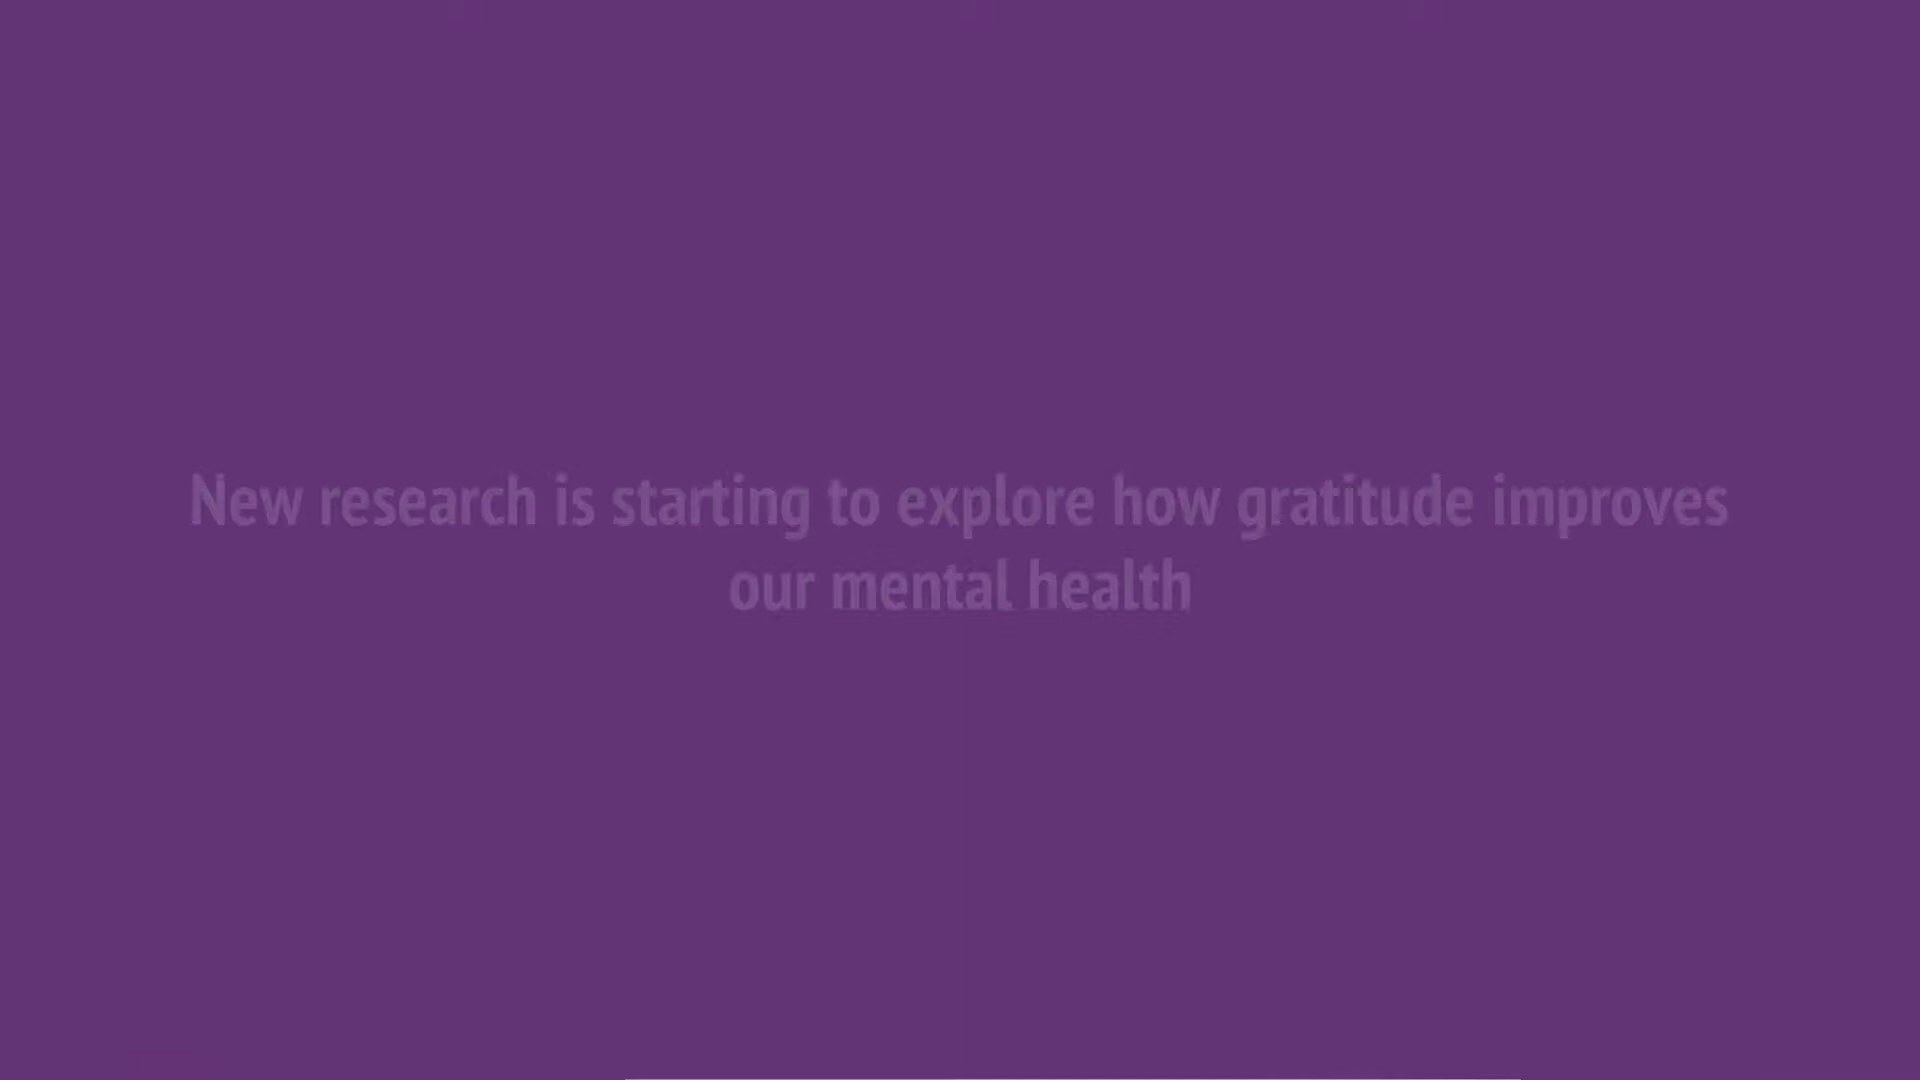 New research is starting to explore how gratitude improves
our mental health